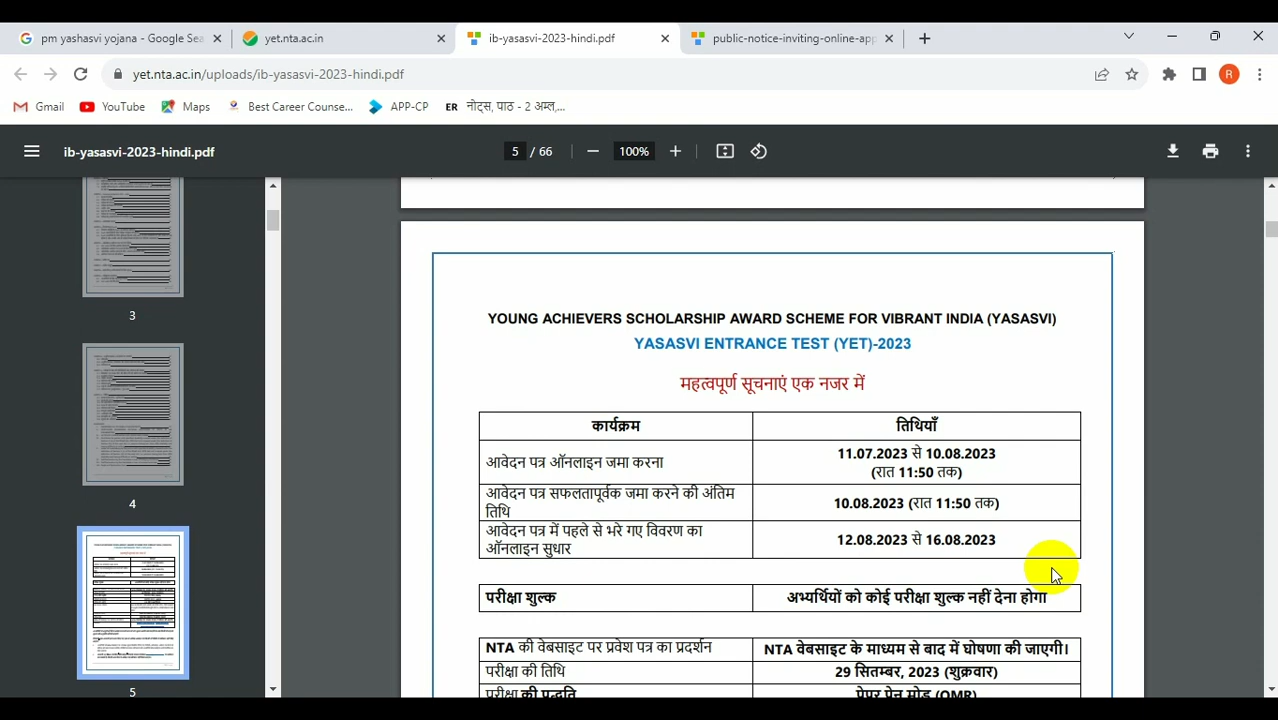 pm yashasvi yojana - Google Sea
yet.nta.ac.in
ib-yasasvi-2023-hindi.pdf
public-notice-inviting-online-app
yet.nta.ac.in/uploads/ib-yasasvi-2023-hindi.pdf
R
Gmail
YouTube
Maps
Best Career Counse...
APP-CP
ER नोट्स, पाठ - 2 अम्ल,...
ib-yasasvi-2023-hindi.pdf
5 / 66
100%
3
4
5
YOUNG ACHIEVERS SCHOLARSHIP AWARD SCHEME FOR VIBRANT INDIA (YASASVI)
YASASVI ENTRANCE TEST (YET)-2023
महत्वपूर्ण सूचनाएं एक नजर में
कार्यक्रम तिथियाँ
आवेदन पत्र ऑनलाइन जमा करना
11.07.2023 से 10.08.2023
(रात 11:50 तक)
आवेदन पत्र सफलतापूर्वक जमा करने की अंतिम
तिथि
10.08.2023 (रात 11:50 तक)
आवेदन पत्र में पहले से भरे गए विवरण का
ऑनलाइन सुधार
12.08.2023 से 16.08.2023
परीक्षा शुल्क अभ्यर्थियों को कोई परीक्षा शुल्क नहीं देना होगा
NTA की वेबसाइट पर प्रवेश पत्र का प्रदर्शन NTA वेबसाइट के माध्यम से बाद में घोषणा की जाएगी।
परीक्षा की तिथि 29 सितम्बर, 2023 (शुक्रवार)
परीक्षा की पद्धति पेपर पेन मोड (OMR)